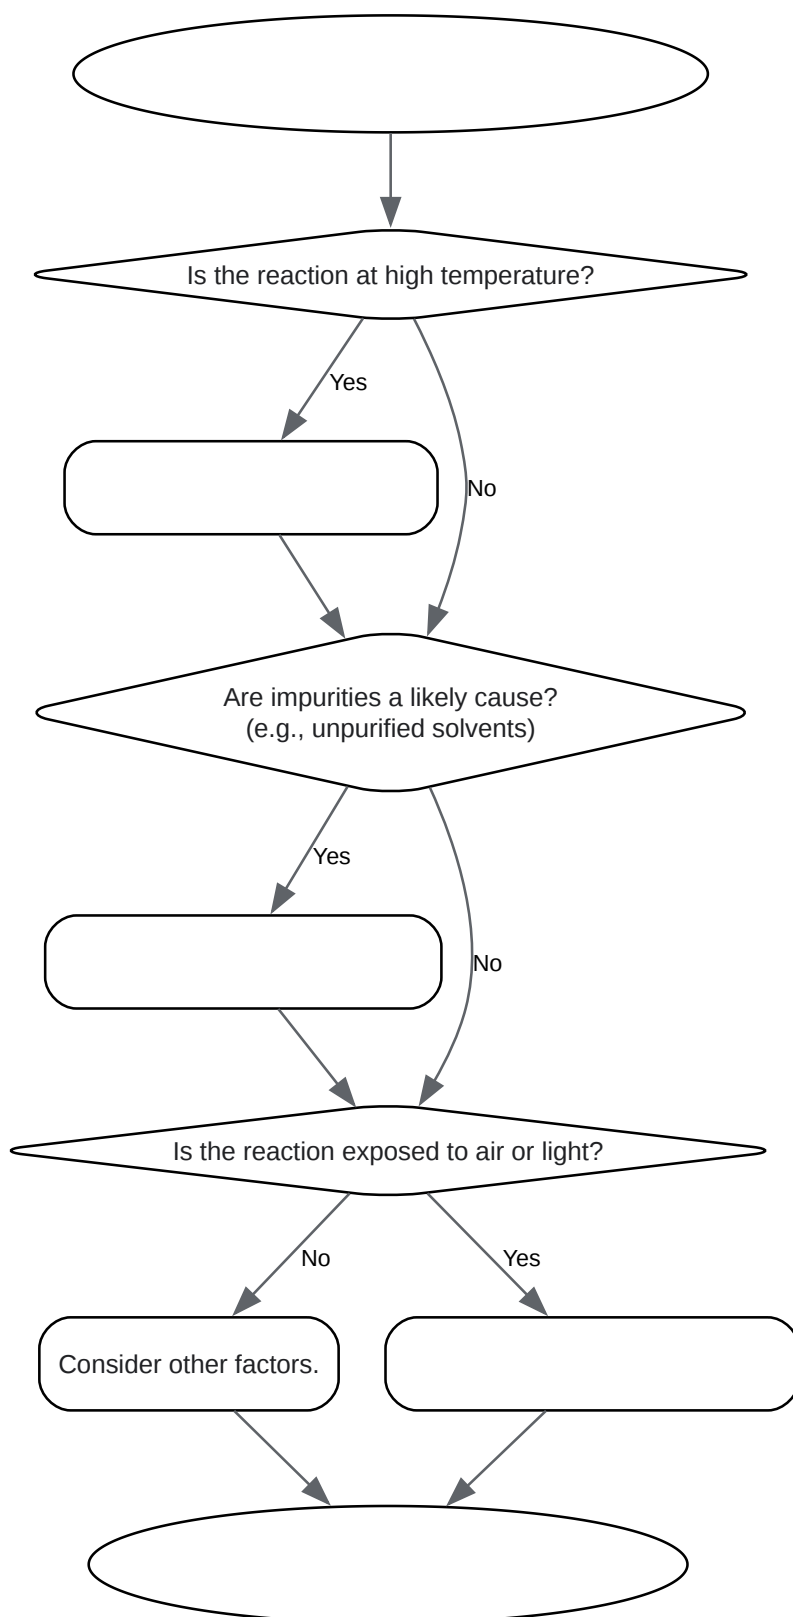 Is the reaction at high temperature?
Yes
No
Are impurities a likely cause?
(e.g., unpurified solvents)
Yes
No
Is the reaction exposed to air or light?
No
Yes
Consider other factors.